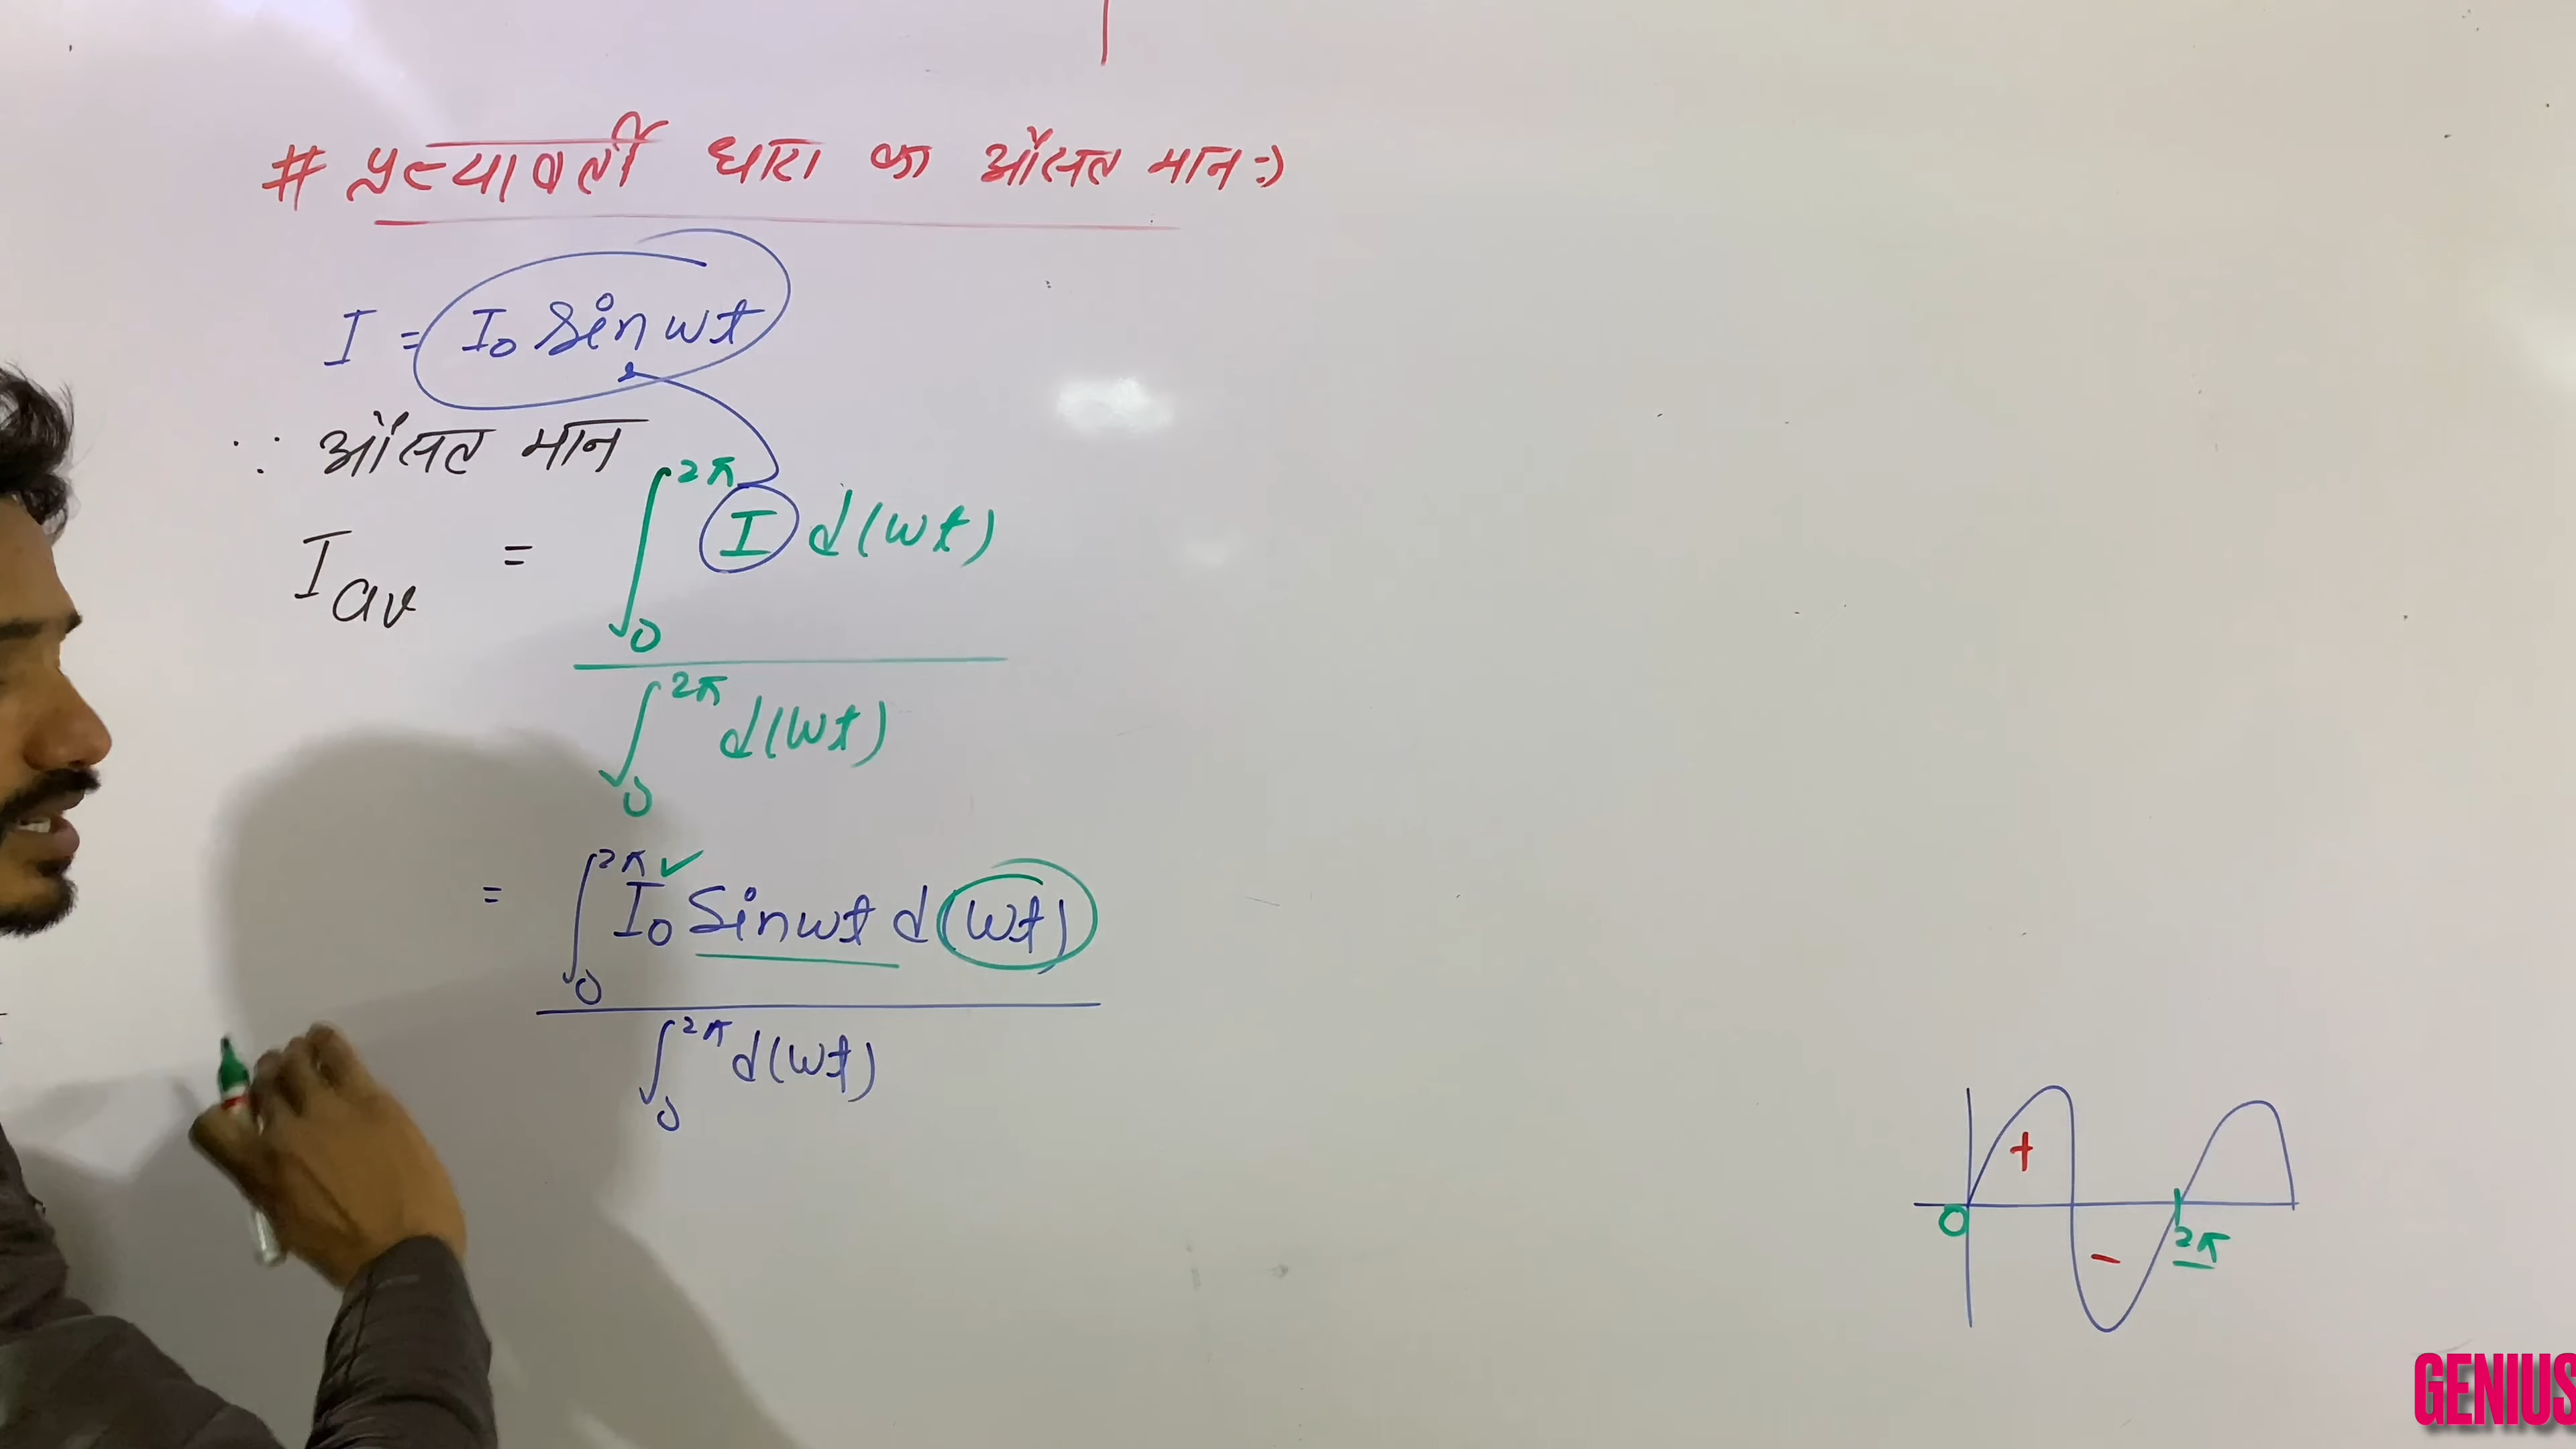 # प्रत्यावर्ती धारा का औसत मान :)
I = I₀ Sin wt
∵ औसत मान
I_av = ∫₀^2π I d(wt)
∫₀^2π d(wt)
= ∫₀^2π I₀ Sin wt d(wt) ✓
∫₀^2π d(wt)
+
0
2π
-
GENIUS